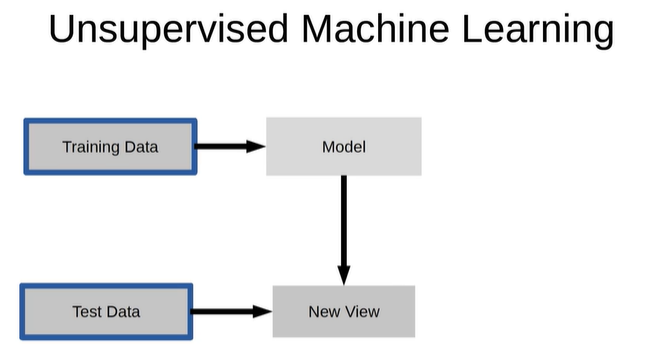 Unsupervised Machine Learning
Training Data
Model
Test Data
New View